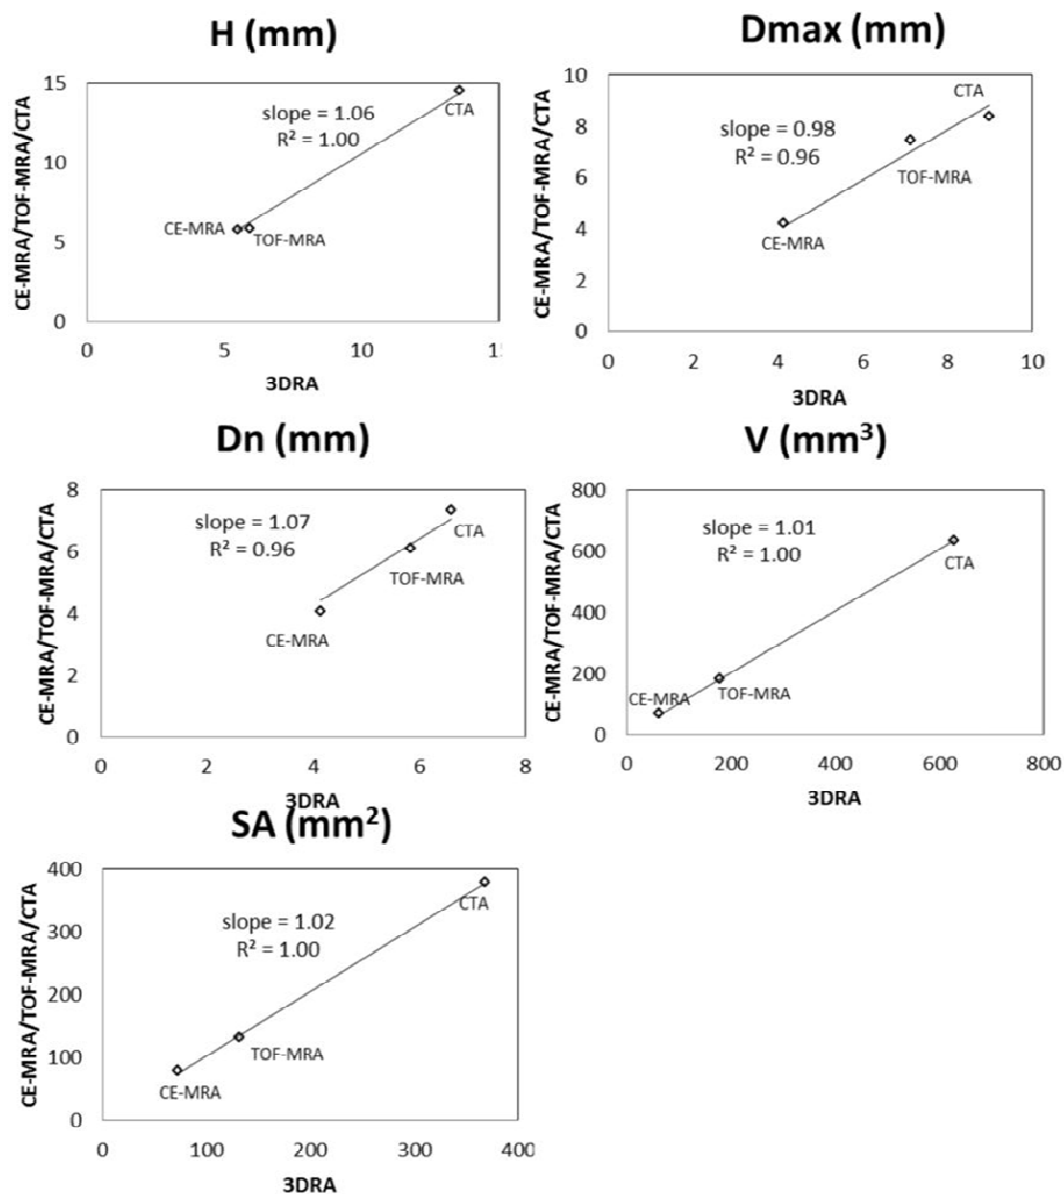 H (mm)
CE-MRA/TOF-MRA/CTA
15
10
5
0
slope = 1.06
R² = 1.00
CTA
CE-MRA
TOF-MRA
0 5 10 1
3DRA
Dmax (mm)
CE-MRA/TOF-MRA/CTA
10
8
6
4
2
0
CTA
slope = 0.98
R² = 0.96
TOF-MRA
CE-MRA
0 2 4 6 8 10
3DRA
Dn (mm)
CE-MRA/TOF-MRA/CTA
8
6
4
2
0
slope = 1.07
R² = 0.96
CTA
TOF-MRA
CE-MRA
0 2 4 6 8
3DRA
V (mm³)
CE-MRA/TOF-MRA/CTA
800
600
400
200
0
slope = 1.01
R² = 1.00
CTA
CE-MRA
TOF-MRA
0 200 400 600 800
3DRA
SA (mm²)
CE-MRA/TOF-MRA/CTA
400
300
200
100
0
CTA
slope = 1.02
R² = 1.00
TOF-MRA
CE-MRA
0 100 200 300 400
3DRA